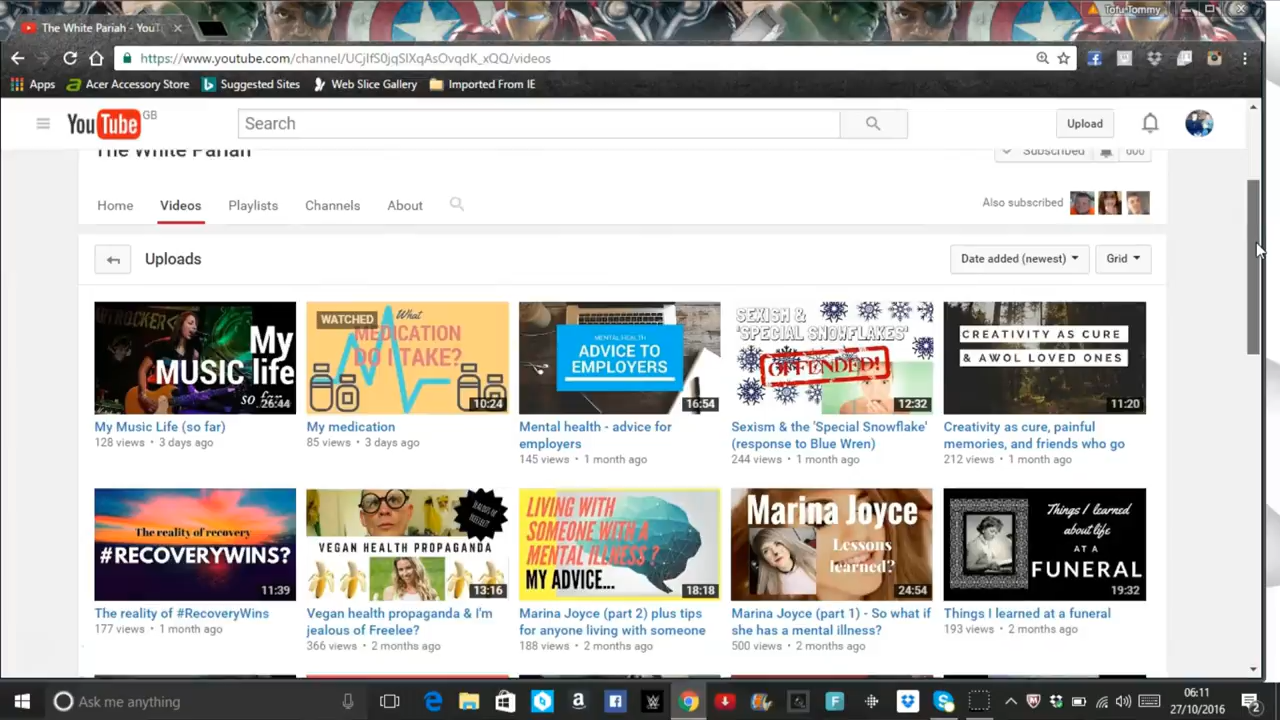 The White Pariah - YouT
Tofu-Tommy
https://www.youtube.com/channel/UCjIfS0jqSIXqAsOvqdK_xQQ/videos
Apps Acer Accessory Store Suggested Sites Web Slice Gallery Imported From IE
YouTube GB Search Upload
The White Pariah Subscribed 600
Home Videos Playlists Channels About Also subscribed
Uploads Date added (newest) Grid
My MUSIC life so far 26:44
WATCHED What MEDICATION DO I TAKE? 10:24
MENTAL HEALTH ADVICE TO EMPLOYERS 16:54
SEXISM & 'SPECIAL SNOWFLAKES' OFFENDED! 12:32
CREATIVITY AS CURE & AWOL LOVED ONES 11:20
My Music Life (so far)
128 views • 3 days ago
My medication
85 views • 3 days ago
Mental health - advice for
employers
145 views • 1 month ago
Sexism & the 'Special Snowflake'
(response to Blue Wren)
244 views • 1 month ago
Creativity as cure, painful
memories, and friends who go
212 views • 1 month ago
The reality of recovery
#RECOVERYWINS?
11:39
VEGAN HEALTH PROPAGANDA
13:16
LIVING WITH
SOMEONE WITH A
MENTAL ILLNESS?
MY ADVICE...
18:18
Marina Joyce
Lessons
learned?
24:54
Things I learned
about life
AT A
FUNERAL
19:32
The reality of #RecoveryWins
177 views • 1 month ago
Vegan health propaganda & I'm
jealous of Freelee?
366 views • 2 months ago
Marina Joyce (part 2) plus tips
for anyone living with someone
188 views • 2 months ago
Marina Joyce (part 1) - So what if
she has a mental illness?
500 views • 2 months ago
Things I learned at a funeral
193 views • 2 months ago
Ask me anything
06:11
27/10/2016
2